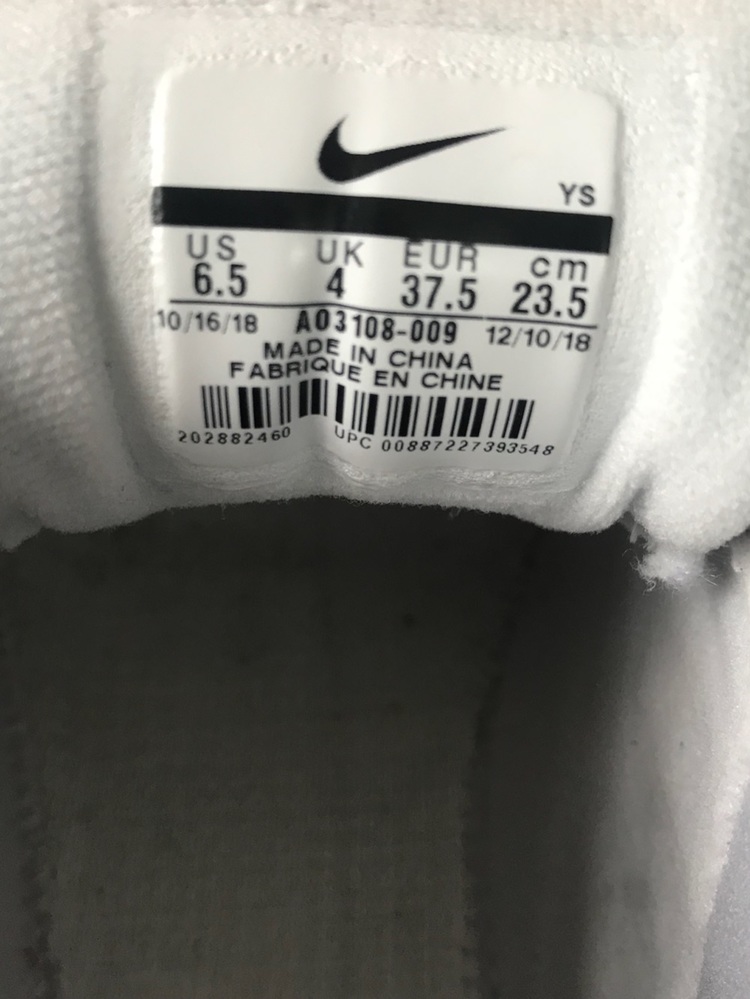 YS
US UK EUR cm
6.5 4 37.5 23.5
10/16/18 AO3108-009 12/10/18
MADE IN CHINA
FABRIQUE EN CHINE
202882460 UPC 00887227393548